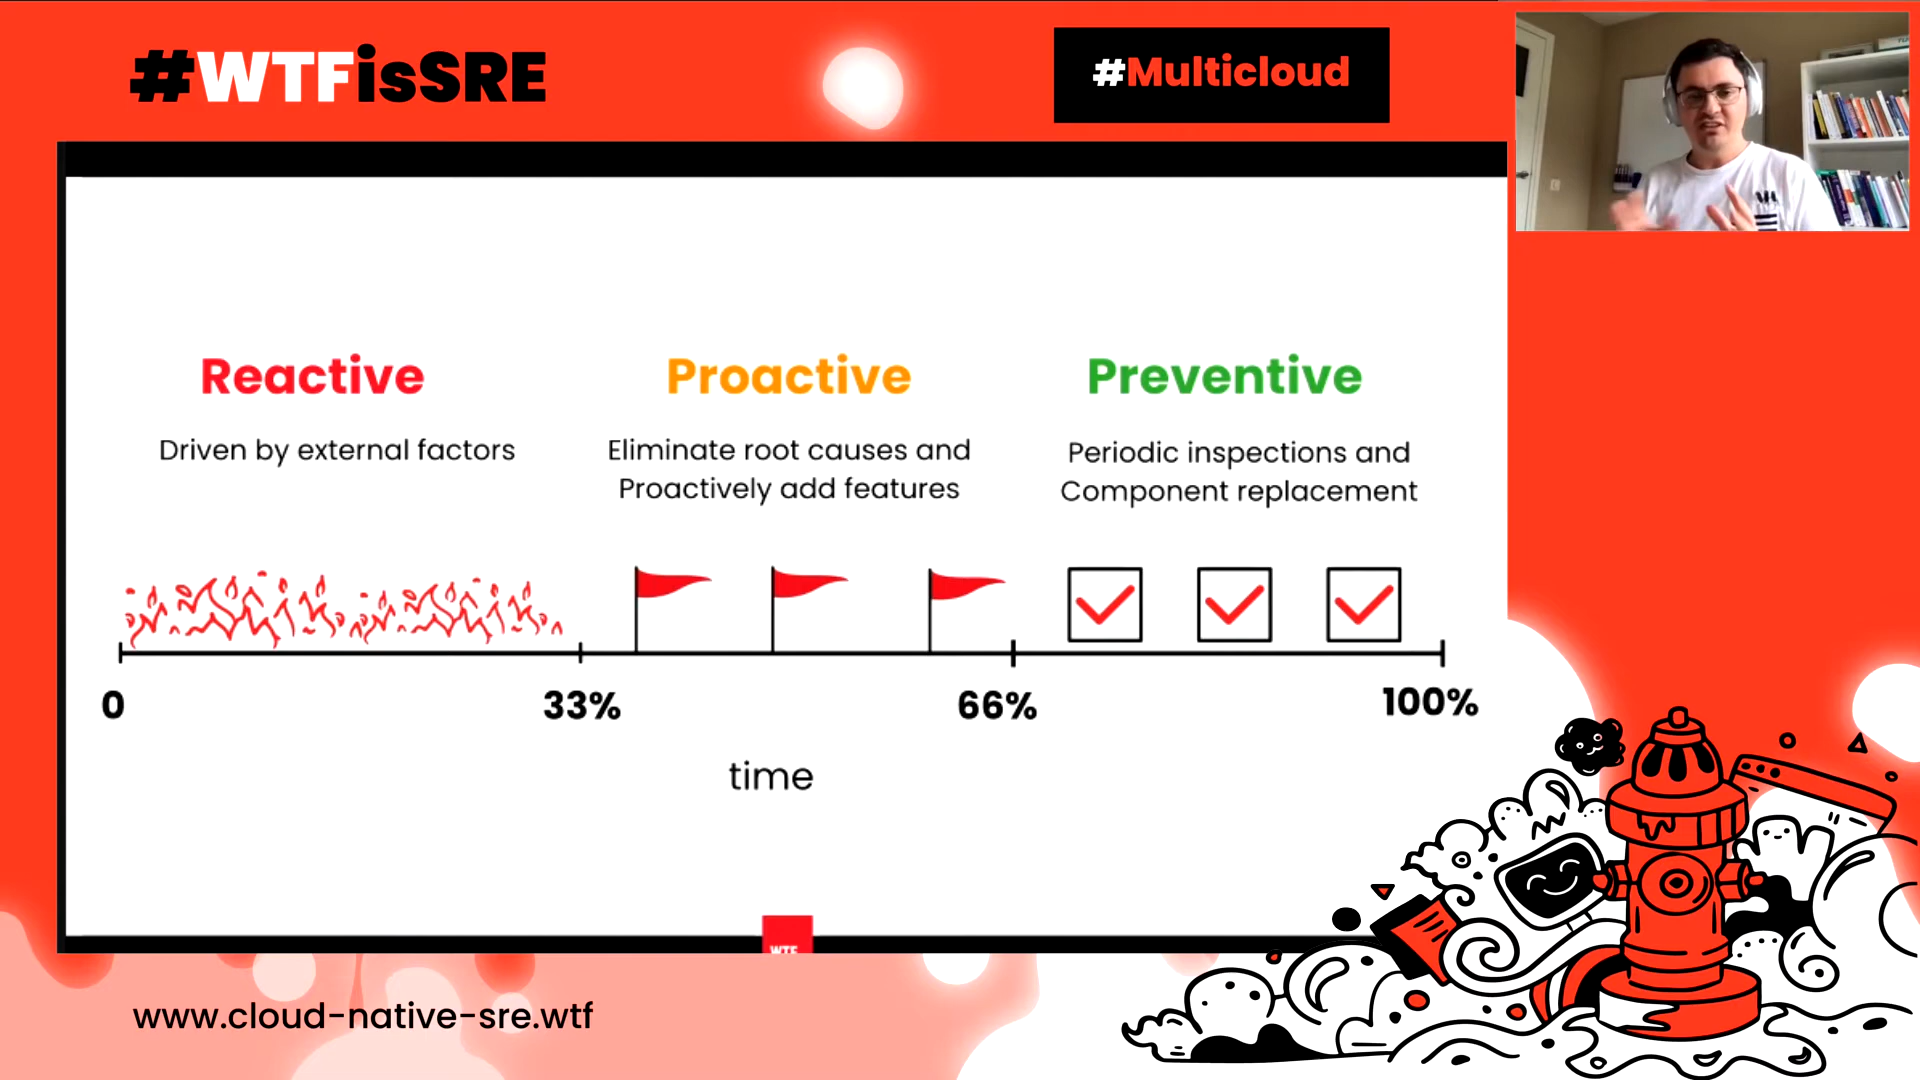 #WTFisSRE
#Multicloud
Reactive
Driven by external factors
Proactive
Eliminate root causes and
Proactively add features
Preventive
Periodic inspections and
Component replacement
0
33%
66%
100%
time
WTF
www.cloud-native-sre.wtf